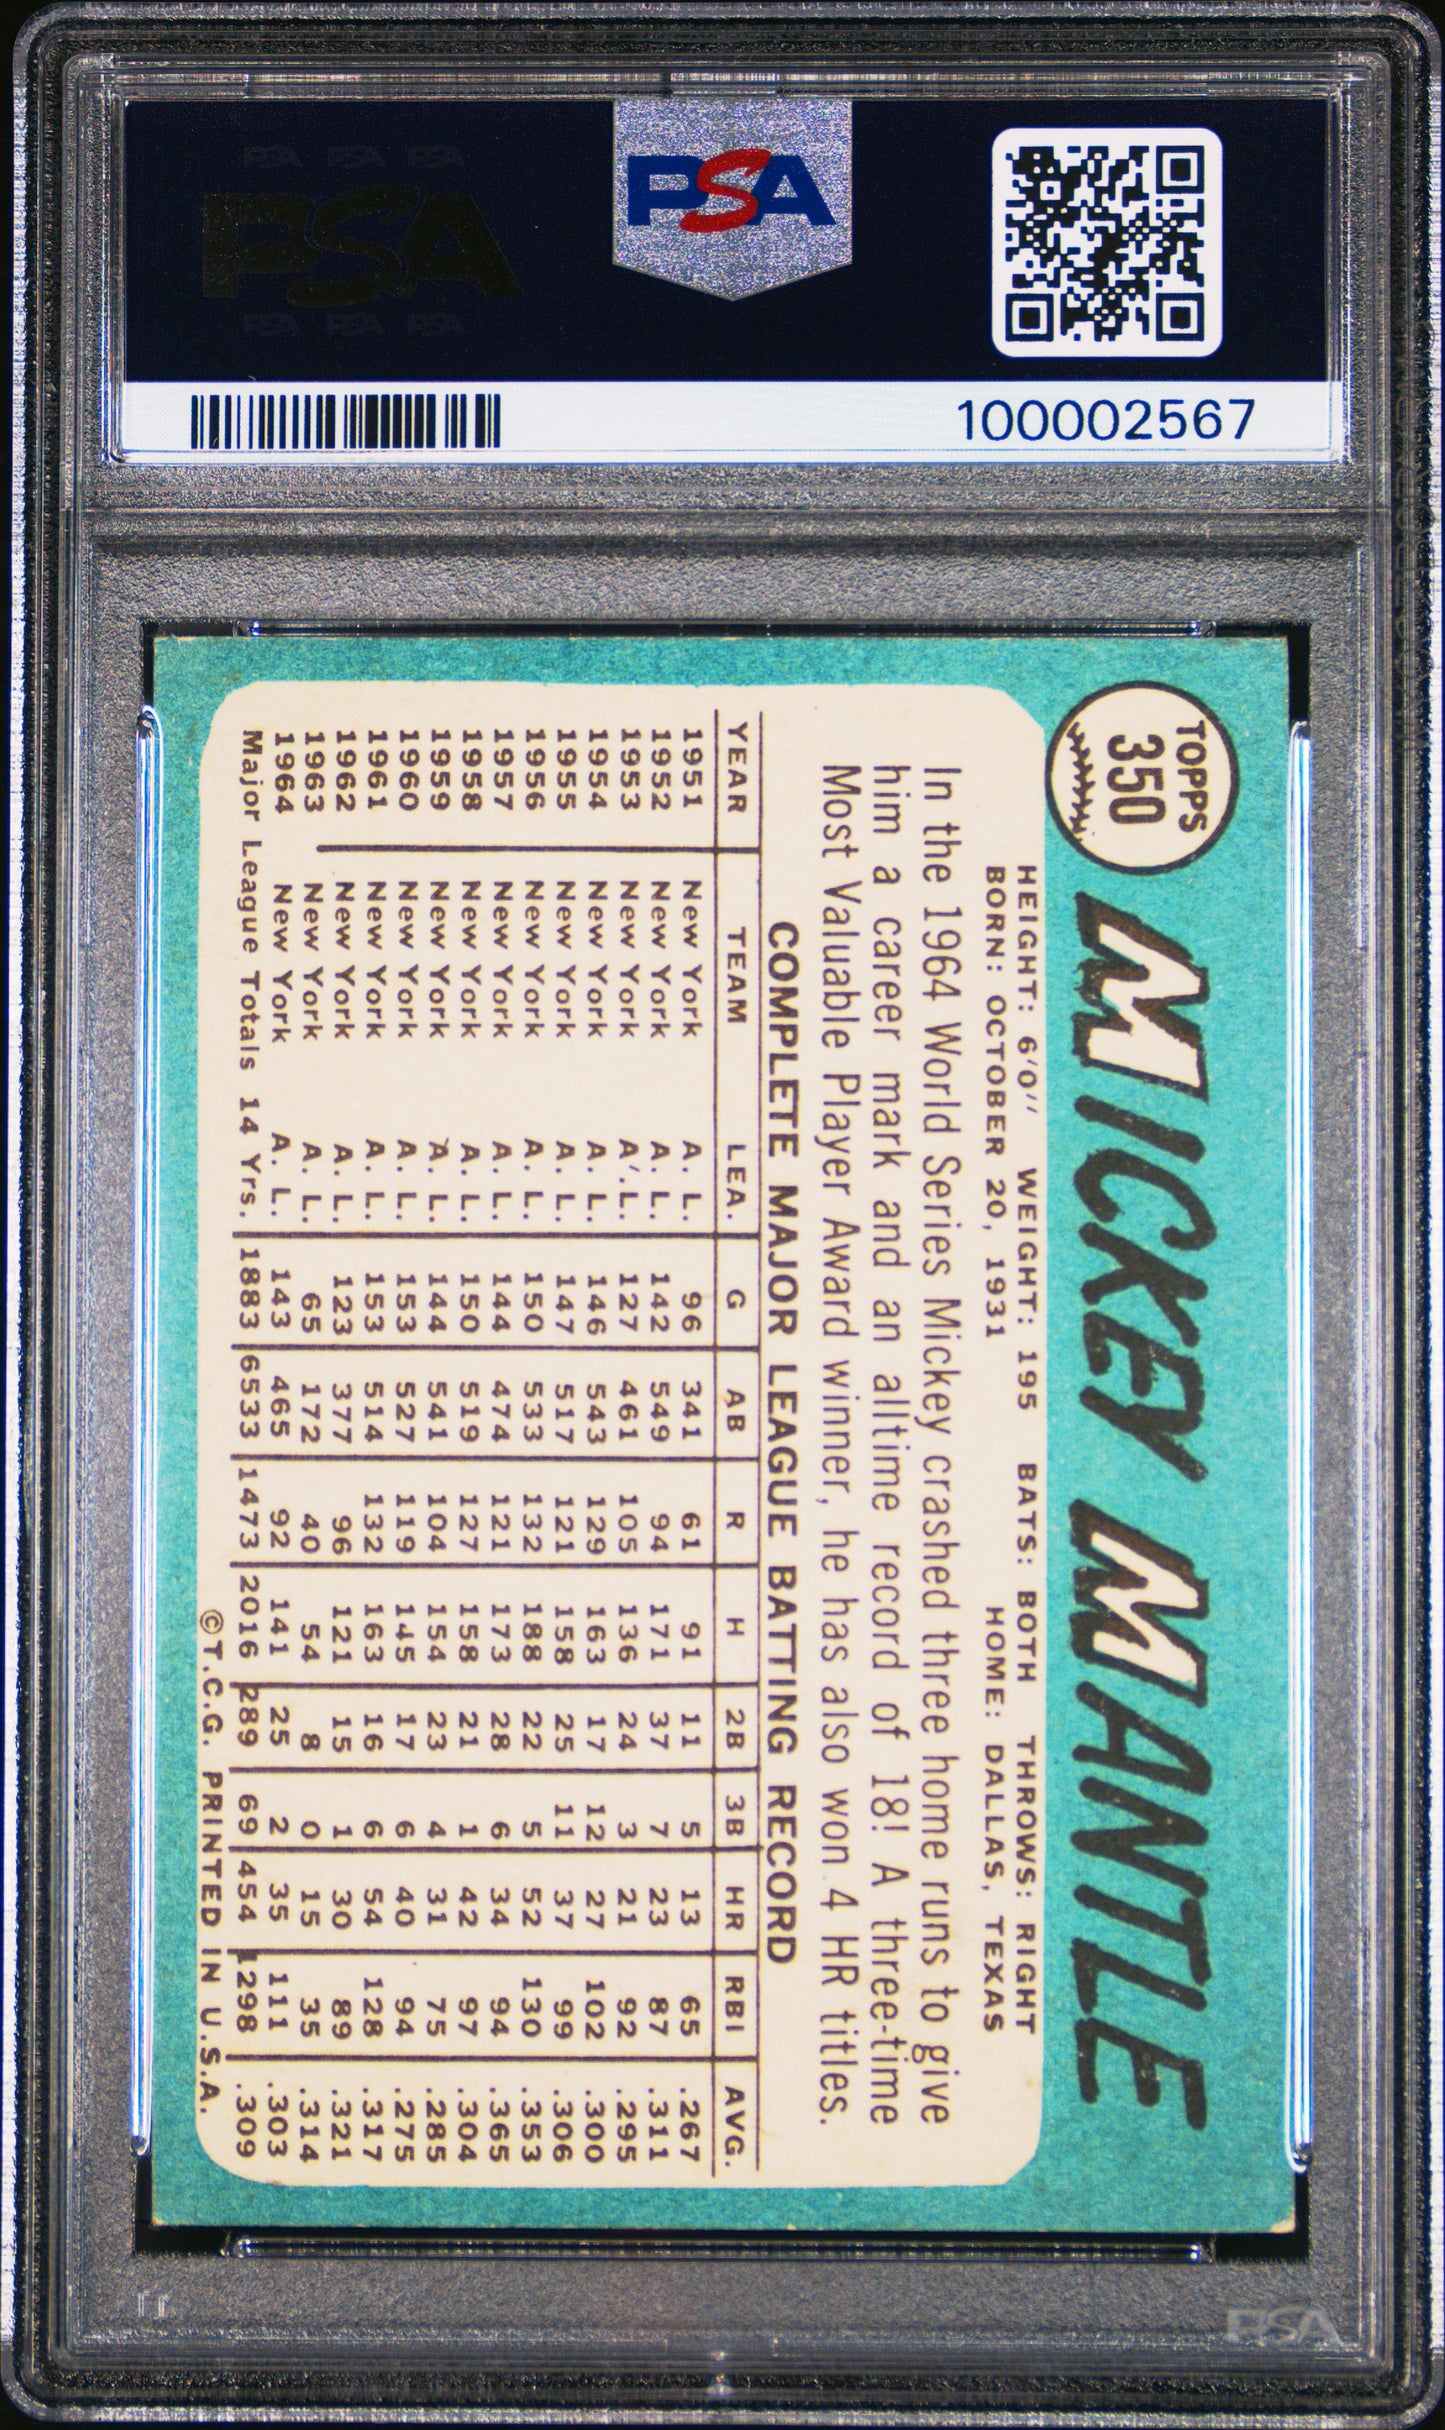 PSA PSA PSA
PSA
PSA PSA PSA
PSA
100002567
TOPPS
350
MICKEY MANTLE
HEIGHT: 6'0" WEIGHT: 195 BATS: BOTH THROWS: RIGHT
BORN: OCTOBER 20, 1931 HOME: DALLAS, TEXAS
In the 1964 World Series Mickey crashed three home runs to give
him a career mark and an alltime record of 18! A three-time
Most Valuable Player Award winner, he has also won 4 HR titles.
COMPLETE MAJOR LEAGUE BATTING RECORD
YEAR TEAM LEA. G AB R H 2B 3B HR RBI AVG.
1951 New York A. L. 96 341 61 91 11 5 13 65 .267
1952 New York A. L. 142 549 94 171 37 7 23 87 .311
1953 New York A. L. 127 461 105 136 24 3 21 92 .295
1954 New York A. L. 146 543 129 163 17 12 27 102 .300
1955 New York A. L. 147 517 121 158 25 11 37 99 .306
1956 New York A. L. 150 533 132 188 22 5 52 130 .353
1957 New York A. L. 144 474 121 173 28 6 34 94 .365
1958 New York A. L. 150 519 127 158 21 1 42 97 .304
1959 New York A. L. 144 541 104 154 23 4 31 75 .285
1960 New York A. L. 153 527 119 145 17 6 40 94 .275
1961 New York A. L. 153 514 132 163 16 6 54 128 .317
1962 New York A. L. 123 377 96 121 15 1 30 89 .321
1963 New York A. L. 65 172 40 54 8 0 15 35 .314
1964 New York A. L. 143 465 92 141 25 2 35 111 .303
Major League Totals 14 Yrs. 1883 6533 1473 2016 289 69 454 1298 .309
©T.C.G. PRINTED IN U.S.A.
PSA